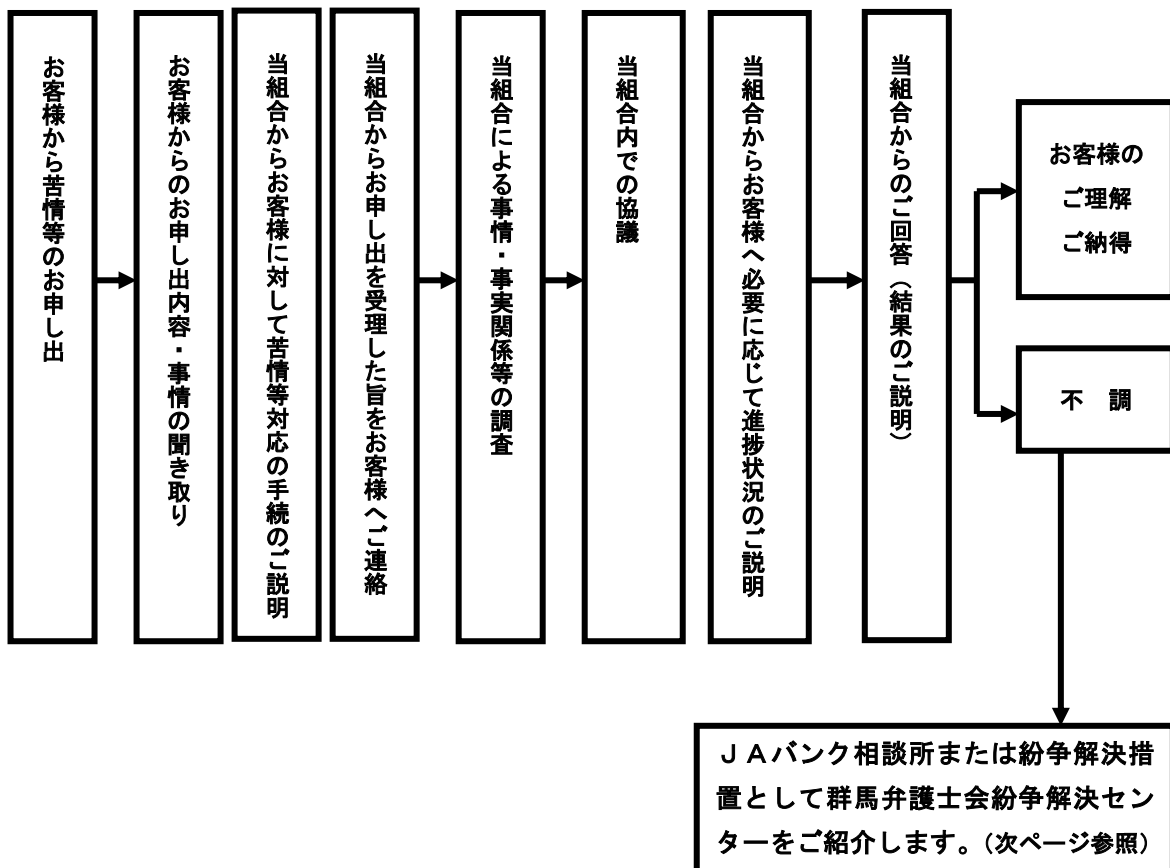 お客様から苦情等のお申し出
お客様からのお申し出内容・事情の聞き取り
当組合からお客様に対して苦情等対応の手続のご説明
当組合からお申し出を受理した旨をお客様へご連絡
当組合による事情・事実関係等の調査
当組合内での協議
当組合からお客様へ必要に応じて進捗状況のご説明
当組合からのご回答（結果のご説明）
お客様の
ご理解
ご納得
不　調
ＪＡバンク相談所または紛争解決措
置として群馬弁護士会紛争解決セン
ターをご紹介します。（次ページ参照）